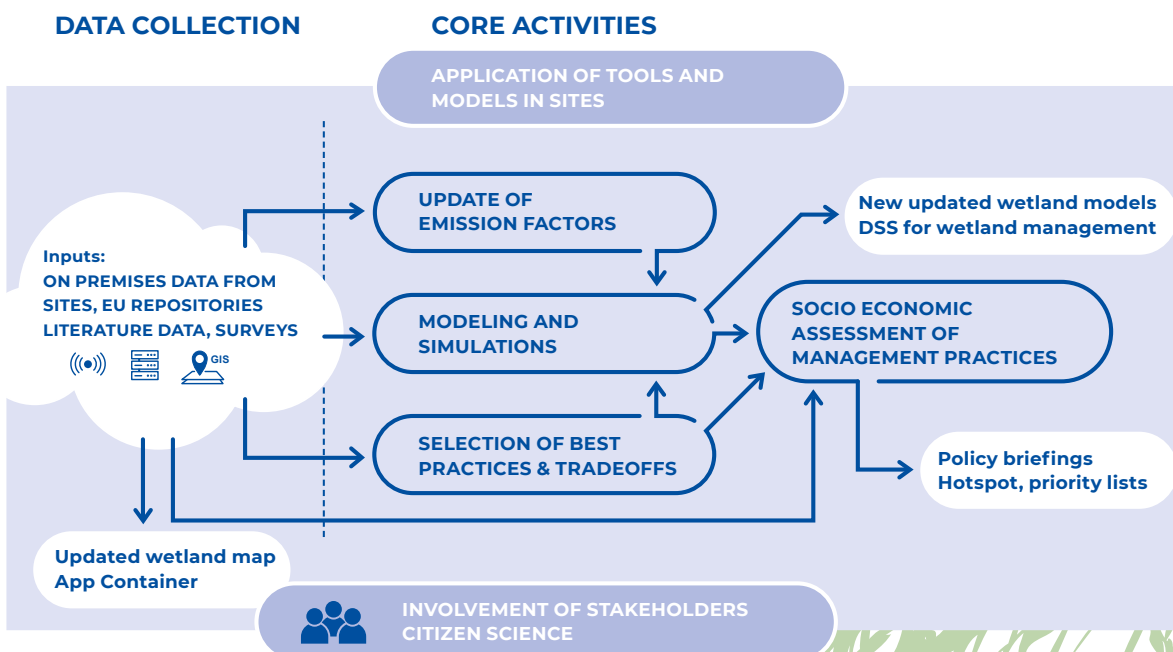 DATA COLLECTION
CORE ACTIVITIES
APPLICATION OF TOOLS AND
MODELS IN SITES
UPDATE OF
EMISSION FACTORS
New updated wetland models
DSS for wetland management
Inputs:
ON PREMISES DATA FROM
SITES, EU REPOSITORIES
LITERATURE DATA, SURVEYS
GIS
MODELING AND
SIMULATIONS
SOCIO ECONOMIC
ASSESSMENT OF
MANAGEMENT PRACTICES
SELECTION OF BEST
PRACTICES & TRADEOFFS
Policy briefings
Hotspot, priority lists
Updated wetland map
App Container
INVOLVEMENT OF STAKEHOLDERS
CITIZEN SCIENCE